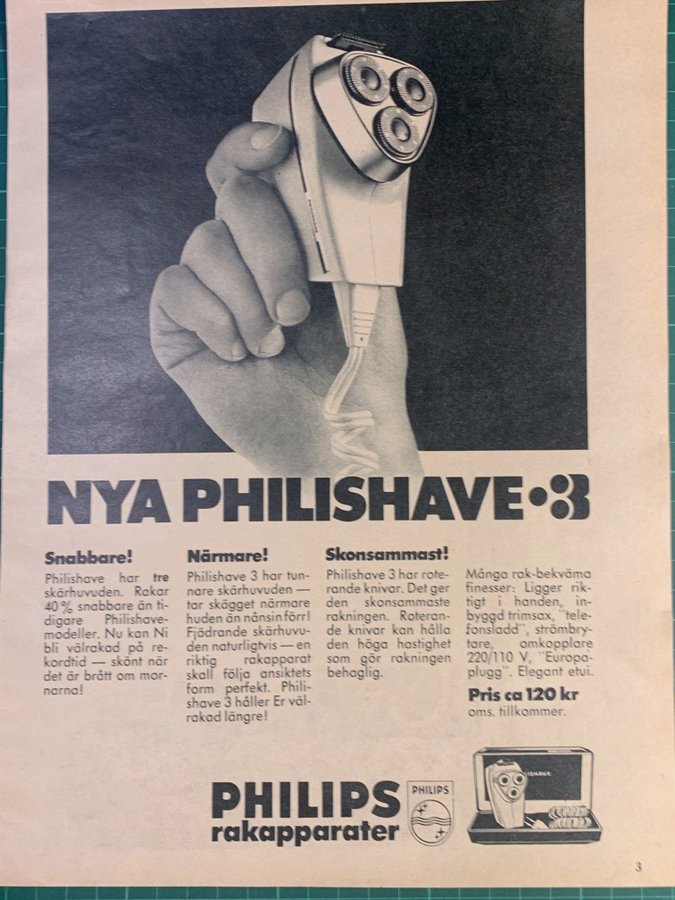 NYA PHILISHAVE 3
Snabbare!
Philishave har tre
skärhuvuden. Rakar
40% snabbare än ti-
digare Philishave-
modeller. Nu kan Ni
bli välrakad på re-
kordtid — skönt när
det är brått om mor-
narna!
Närmare!
Philishave 3 har tun-
nare skärhuvuden —
tar skägget närmare
huden än nånsin förr!
Fjädrande skärhuvu-
den naturligtvis — en
riktig rakapparat
skall följa ansiktets
form perfekt. Phili-
shave 3 håller Er väl-
rakad längre!
Skonsammast!
Philishave 3 har rote-
rande knivar. Det ger
den skonsammaste
rakningen. Roteran-
de knivar kan hålla
den höga hastighet
som gör rakningen
behaglig.
Många rak-bekväma
finesser: Ligger rik-
tigt i handen, in-
byggd trimsax, "tele-
fonsladd", strömbry-
tare, omkopplare
220/110 V, "Europa-
plugg". Elegant etui.
Pris ca 120 kr
oms. tillkommer.
PHILIPS
rakapparater
PHILIPS
3